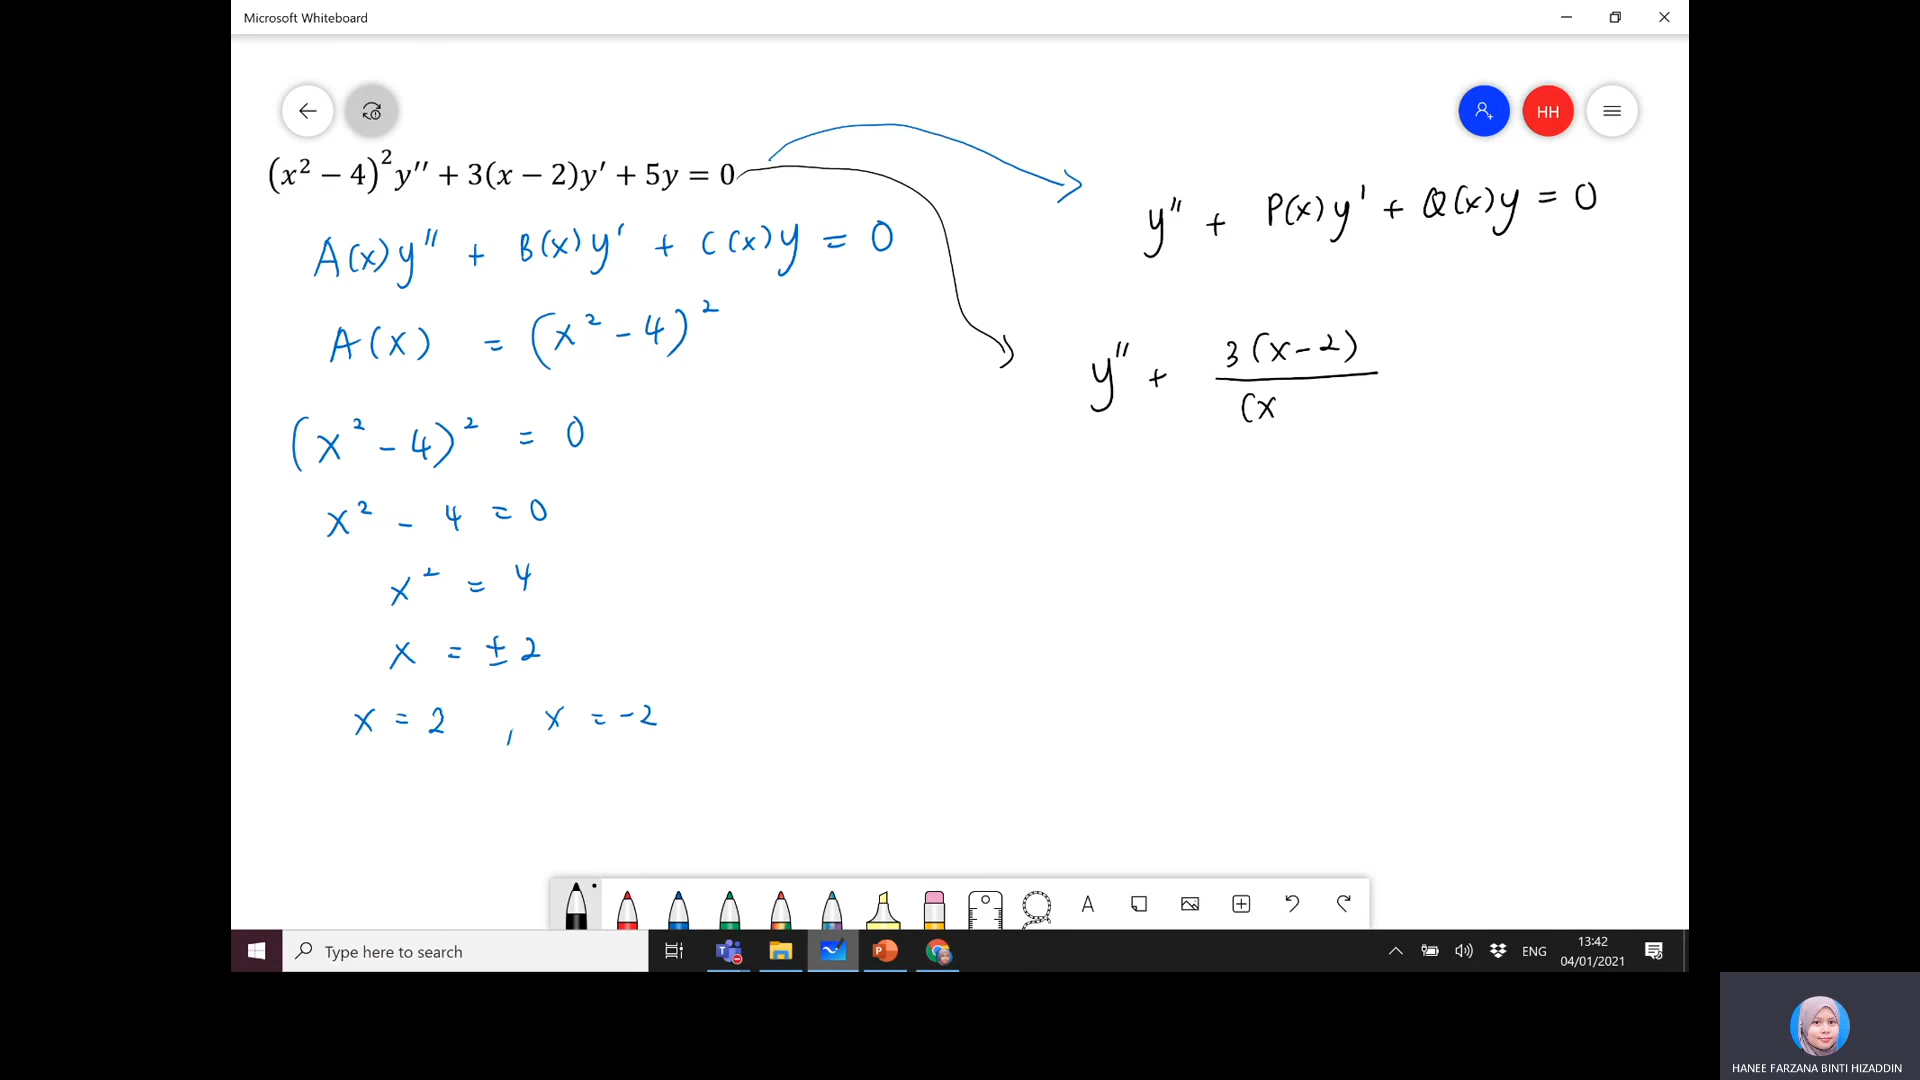 Microsoft Whiteboard
HH
(x² − 4)² y′′ + 3(x − 2)y′ + 5y = 0
A(x)y′′ + B(x)y′ + C(x)y = 0
A(x) = (x² − 4)²
(x² − 4)² = 0
x² − 4 = 0
x² = 4
x = ± 2
x = 2 , x = −2
y′′ + P(x)y′ + Q(x)y = 0
y′′ + 3(x−2)
(x
A
Type here to search
ENG
13:42
04/01/2021
HANEE FARZANA BINTI HIZADDIN